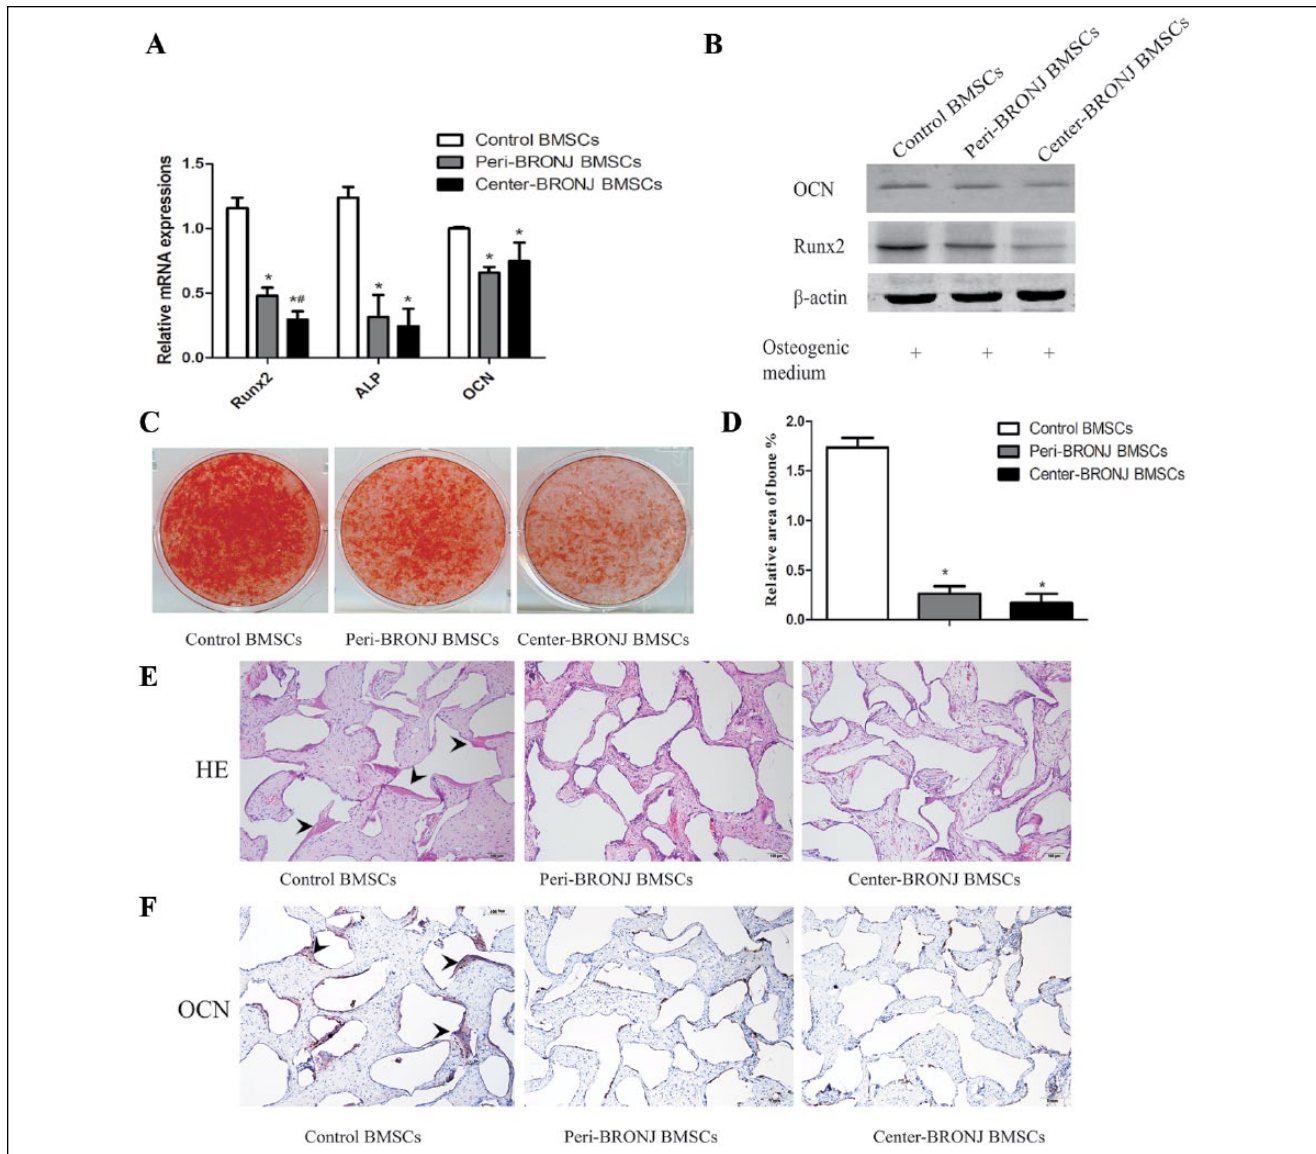 A
Control BMSCs
Peri-BRONJ BMSCs
Center-BRONJ BMSCs
Relative mRNA expressions
1.5
1.0
0.5
0.0
*
*#
*
*
*
*
Runx2
ALP
OCN
B
Control BMSCs
Peri-BRONJ BMSCs
Center-BRONJ BMSCs
OCN
Runx2
β-actin
Osteogenic
medium
+ + +
C
Control BMSCs
Peri-BRONJ BMSCs
Center-BRONJ BMSCs
D
Control BMSCs
Peri-BRONJ BMSCs
Center-BRONJ BMSCs
Relative area of bone %
2.0
1.5
1.0
0.5
0.0
*
*
E
HE
Control BMSCs
Peri-BRONJ BMSCs
Center-BRONJ BMSCs
F
OCN
Control BMSCs
Peri-BRONJ BMSCs
Center-BRONJ BMSCs